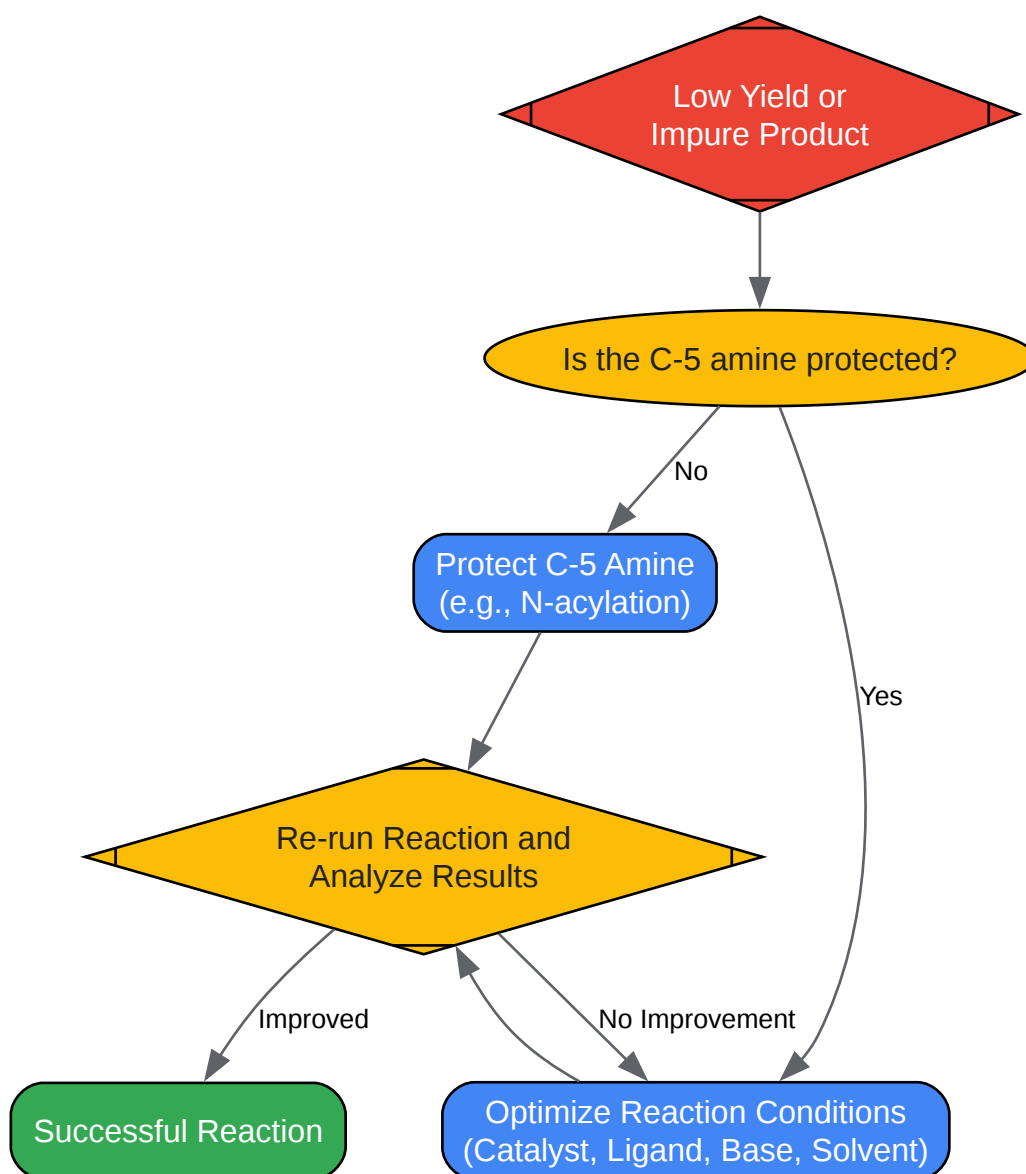 Low Yield or
Impure Product
Is the C-5 amine protected?
No
Protect C-5 Amine
(e.g., N-acylation)
Yes
Re-run Reaction and
Analyze Results
Improved
No Improvement
Successful Reaction
Optimize Reaction Conditions
(Catalyst, Ligand, Base, Solvent)